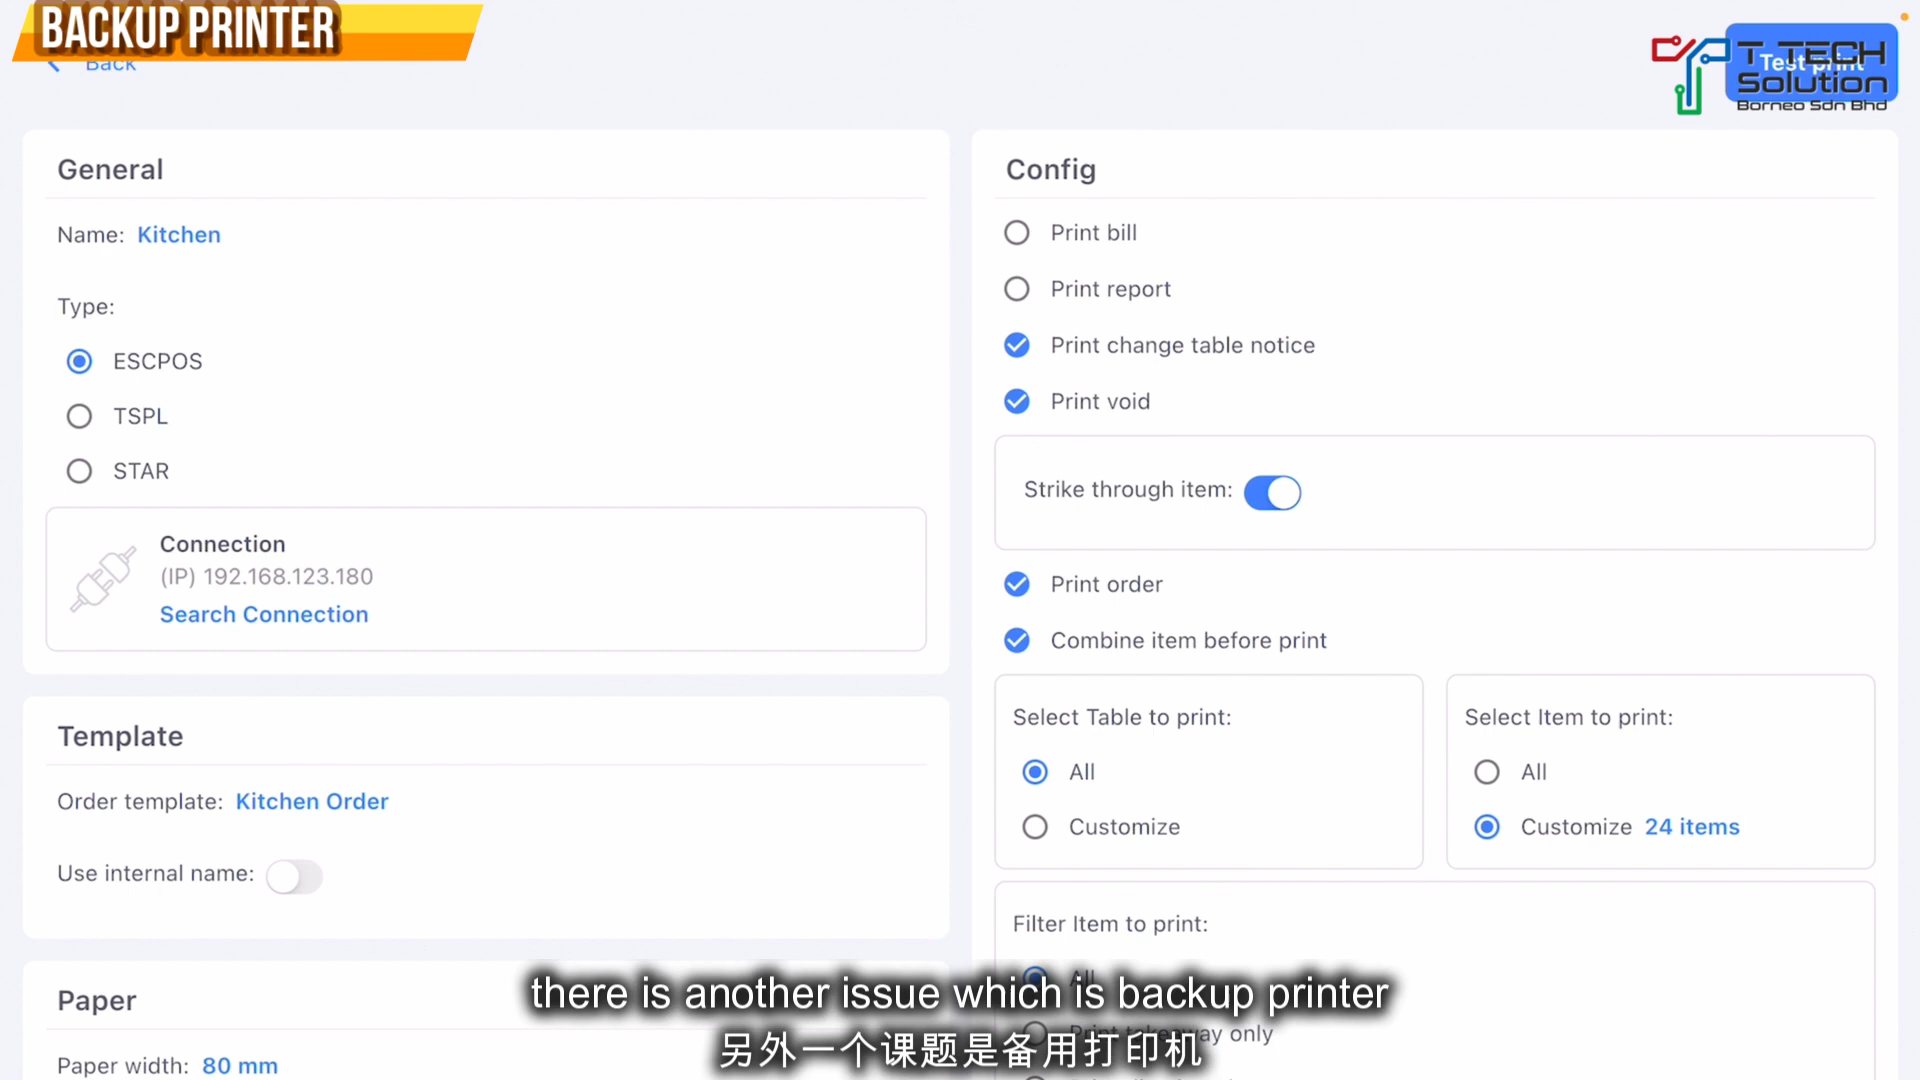 BACKUP PRINTER
Back
Test print
T TECH
Solution
Borneo Sdn Bhd
General
Name: Kitchen
Type:
ESCPOS
TSPL
STAR
Connection
(IP) 192.168.123.180
Search Connection
Template
Order template: Kitchen Order
Use internal name:
Paper
Paper width: 80 mm
Config
Print bill
Print report
Print change table notice
Print void
Strike through item:
Print order
Combine item before print
Select Table to print:
All
Customize
Select Item to print:
All
Customize 24 items
Filter Item to print:
All
Print takeaway only
there is another issue which is backup printer
另外一个课题是备用打印机